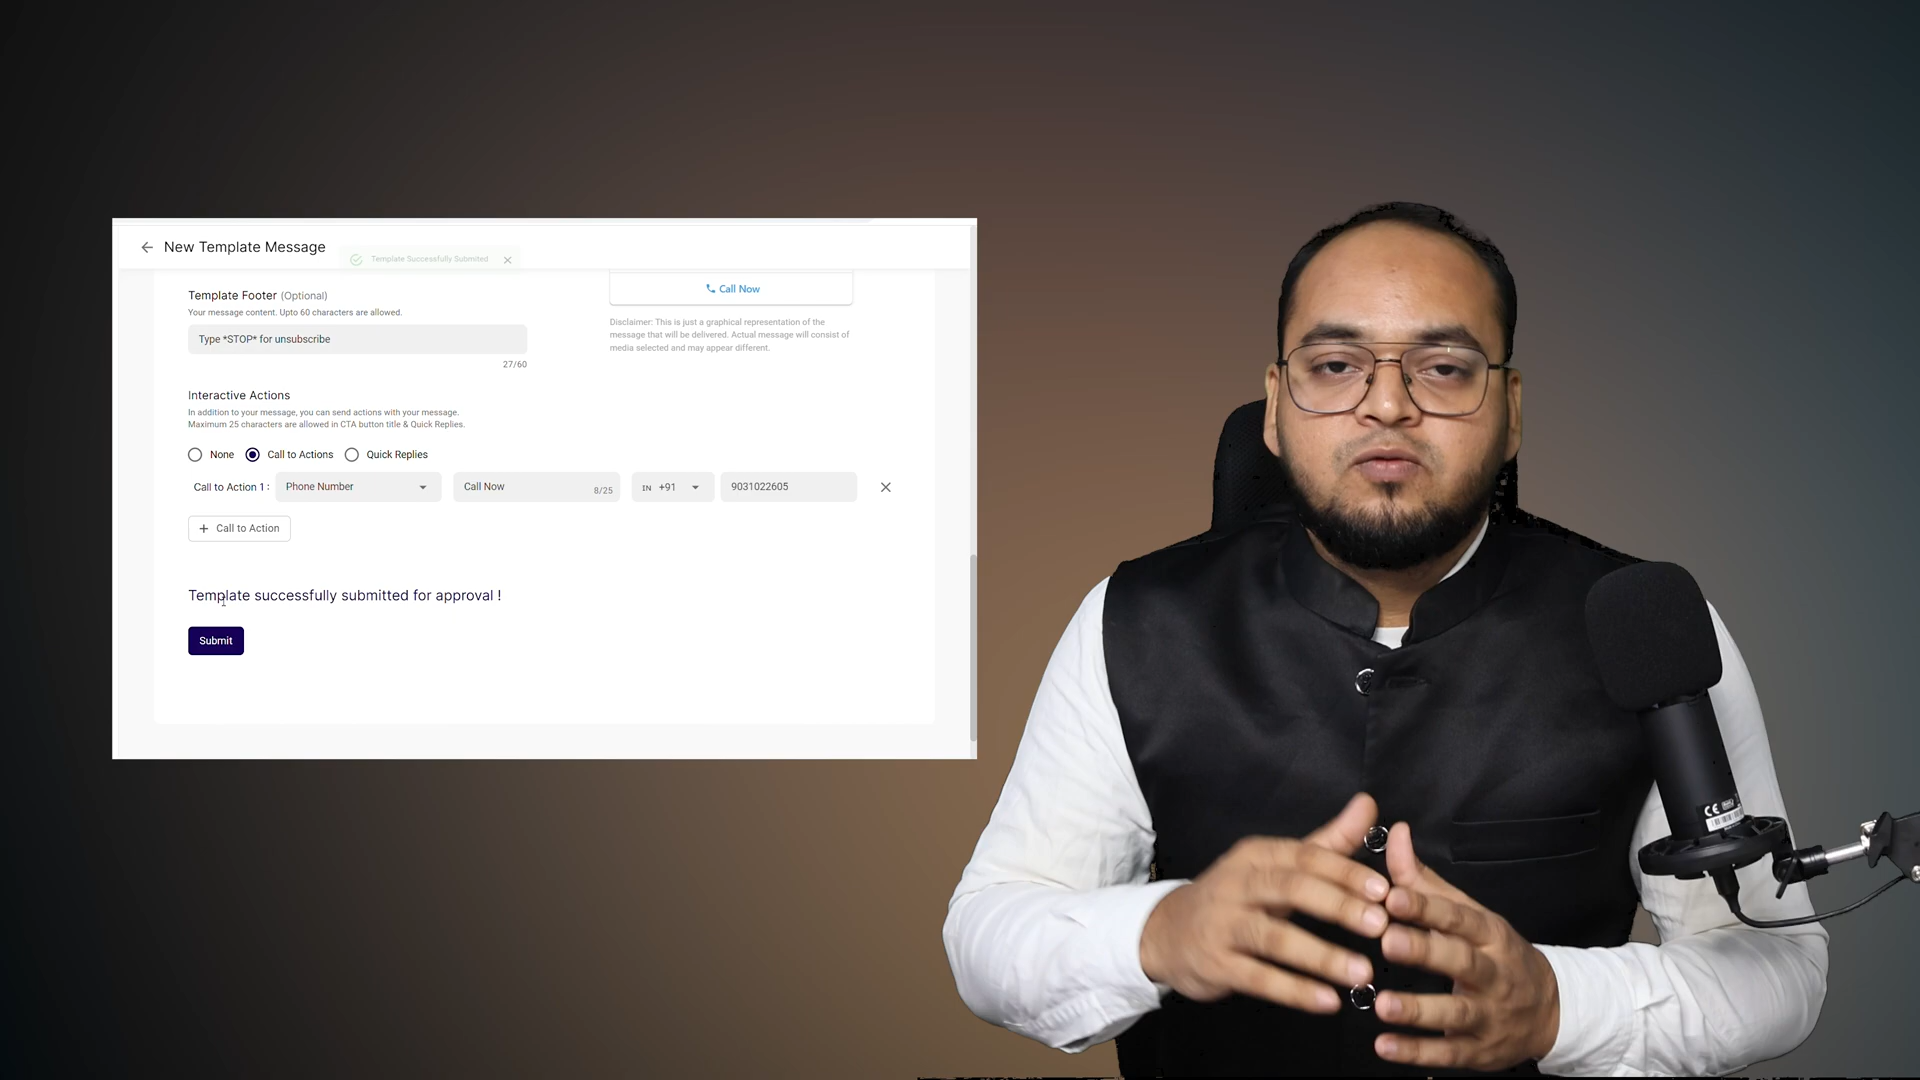 New Template Message
Template Successfully Submited
Template Footer (Optional)
Your message content. Upto 60 characters are allowed.
Type *STOP* for unsubscribe
27/60
Call Now
Disclaimer: This is just a graphical representation of the
message that will be delivered. Actual message will consist of
media selected and may appear different.
Interactive Actions
In addition to your message, you can send actions with your message.
Maximum 25 characters are allowed in CTA button title & Quick Replies.
None Call to Actions Quick Replies
Call to Action 1 : Phone Number Call Now 8/25 IN +91 9031022605
+ Call to Action
Template successfully submitted for approval !
Submit
CE